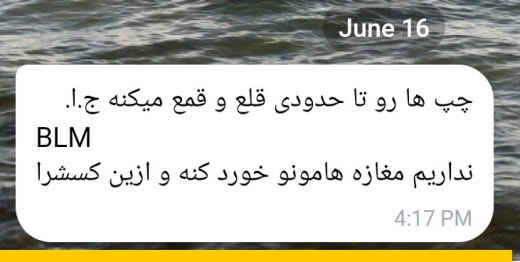 June 16
چپ ها رو تا حدودی قلع و قمع میکنه ج.ا.
BLM
نداریم مغازه هامونو خورد کنه و ازین کسشرا
4:17 PM